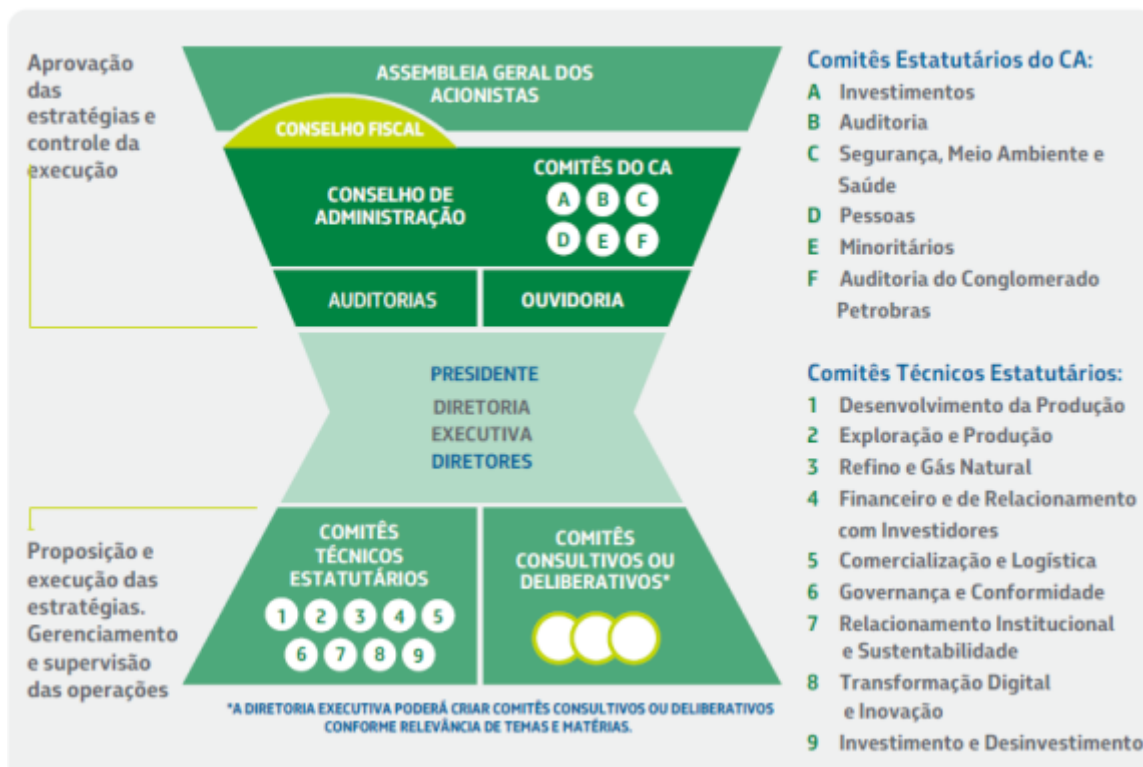 Aprovação
das
estratégias e
controle da
execução
ASSEMBLEIA GERAL DOS
ACIONISTAS
CONSELHO FISCAL
CONSELHO DE
ADMINISTRAÇÃO
COMITÊS DO CA
A B C
D E F
AUDITORIAS
OUVIDORIA
PRESIDENTE
DIRETORIA
EXECUTIVA
DIRETORES
Proposição e
execução das
estratégias.
Gerenciamento
e supervisão
das operações
COMITÊS
TÉCNICOS
ESTATUTÁRIOS
1 2 3 4 5
6 7 8 9
COMITÊS
CONSULTIVOS OU
DELIBERATIVOS*
*A DIRETORIA EXECUTIVA PODERÁ CRIAR COMITÊS CONSULTIVOS OU DELIBERATIVOS
CONFORME RELEVÂNCIA DE TEMAS E MATÉRIAS.
Comitês Estatutários do CA:
A Investimentos
B Auditoria
C Segurança, Meio Ambiente e
Saúde
D Pessoas
E Minoritários
F Auditoria do Conglomerado
Petrobras
Comitês Técnicos Estatutários:
1 Desenvolvimento da Produção
2 Exploração e Produção
3 Refino e Gás Natural
4 Financeiro e de Relacionamento
com Investidores
5 Comercialização e Logística
6 Governança e Conformidade
7 Relacionamento Institucional
e Sustentabilidade
8 Transformação Digital
e Inovação
9 Investimento e Desinvestimento